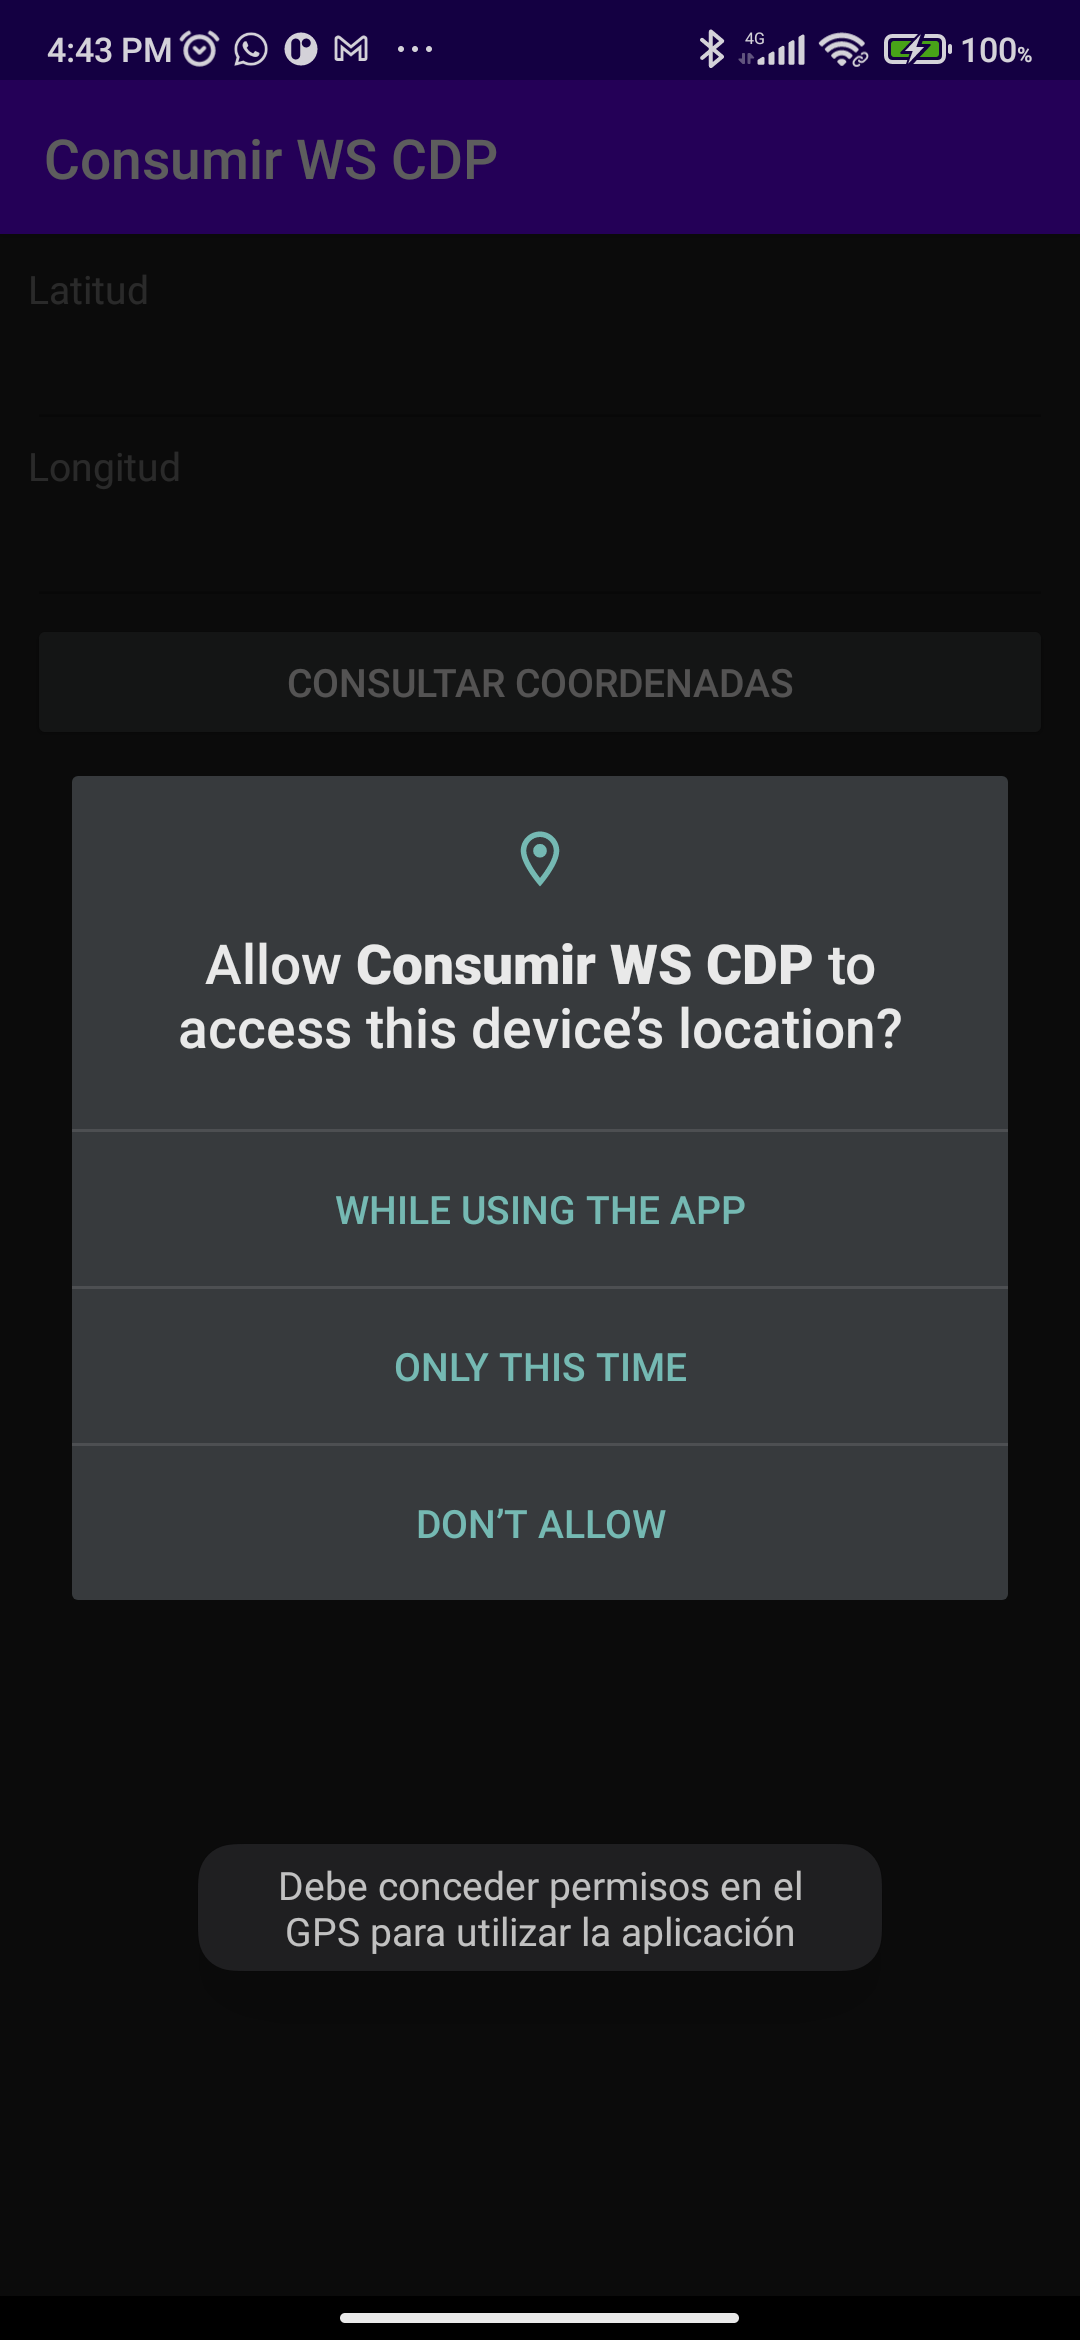 4:43 PM
4G
100%
Consumir WS CDP
Latitud
Longitud
CONSULTAR COORDENADAS
Allow Consumir WS CDP to
access this device’s location?
WHILE USING THE APP
ONLY THIS TIME
DON’T ALLOW
Debe conceder permisos en el
GPS para utilizar la aplicación